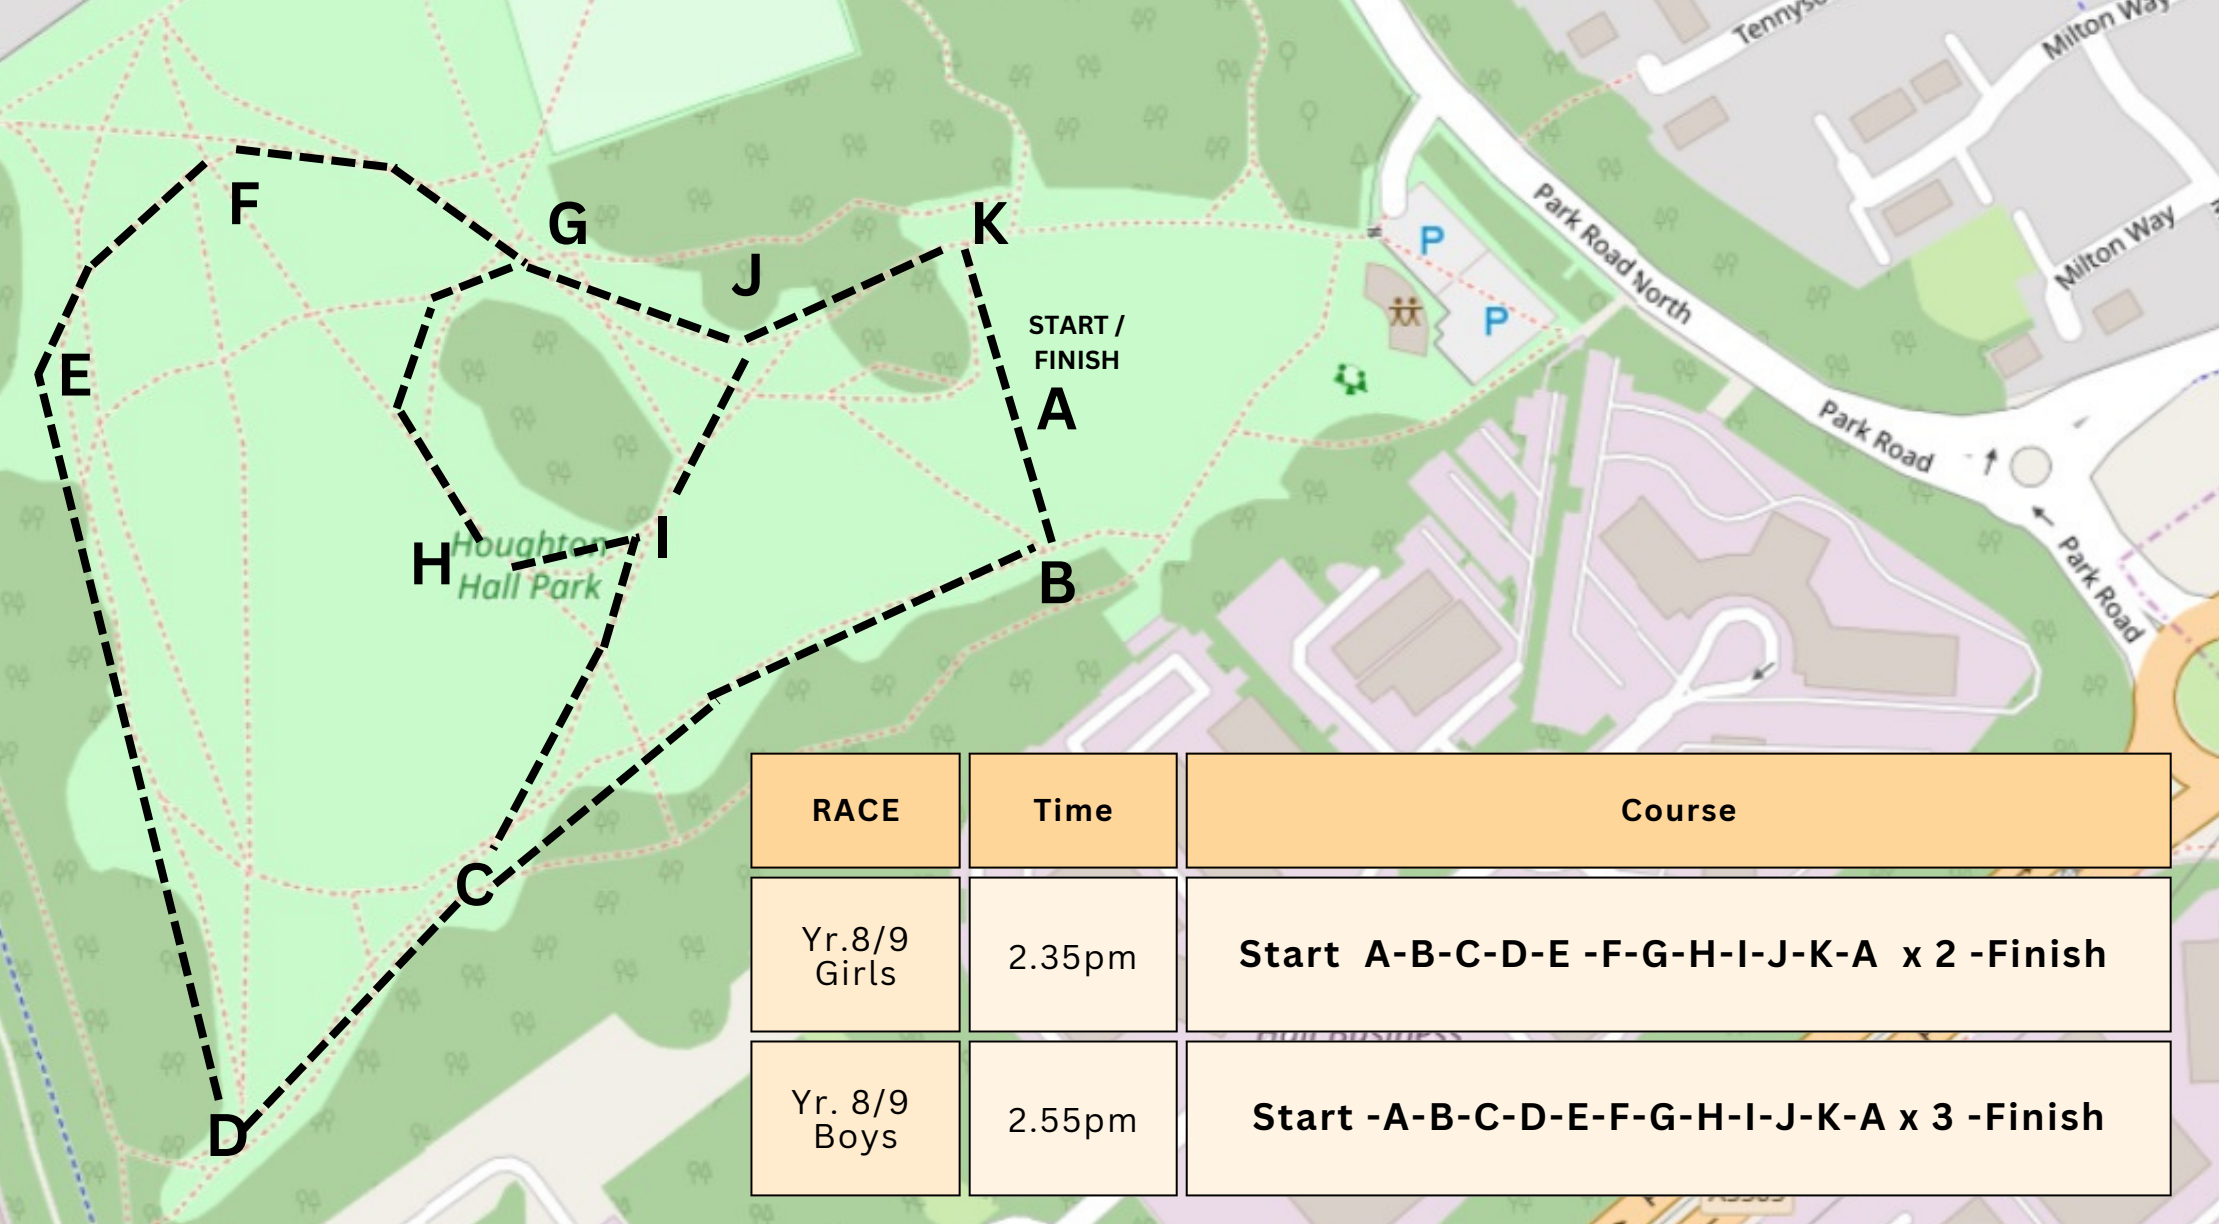 Tennyso
Milton Way
F
G
K
P
Park Road North
Milton Way
J
P
START /
FINISH
E
A
Park Road
H
Houghton
Hall Park
I
B
Park Road
C
D
RACE
Time
Course
Yr.8/9
Girls
2.35pm
Start A-B-C-D-E -F-G-H-I-J-K-A x 2 -Finish
Yr. 8/9
Boys
2.55pm
Start -A-B-C-D-E-F-G-H-I-J-K-A x 3 -Finish